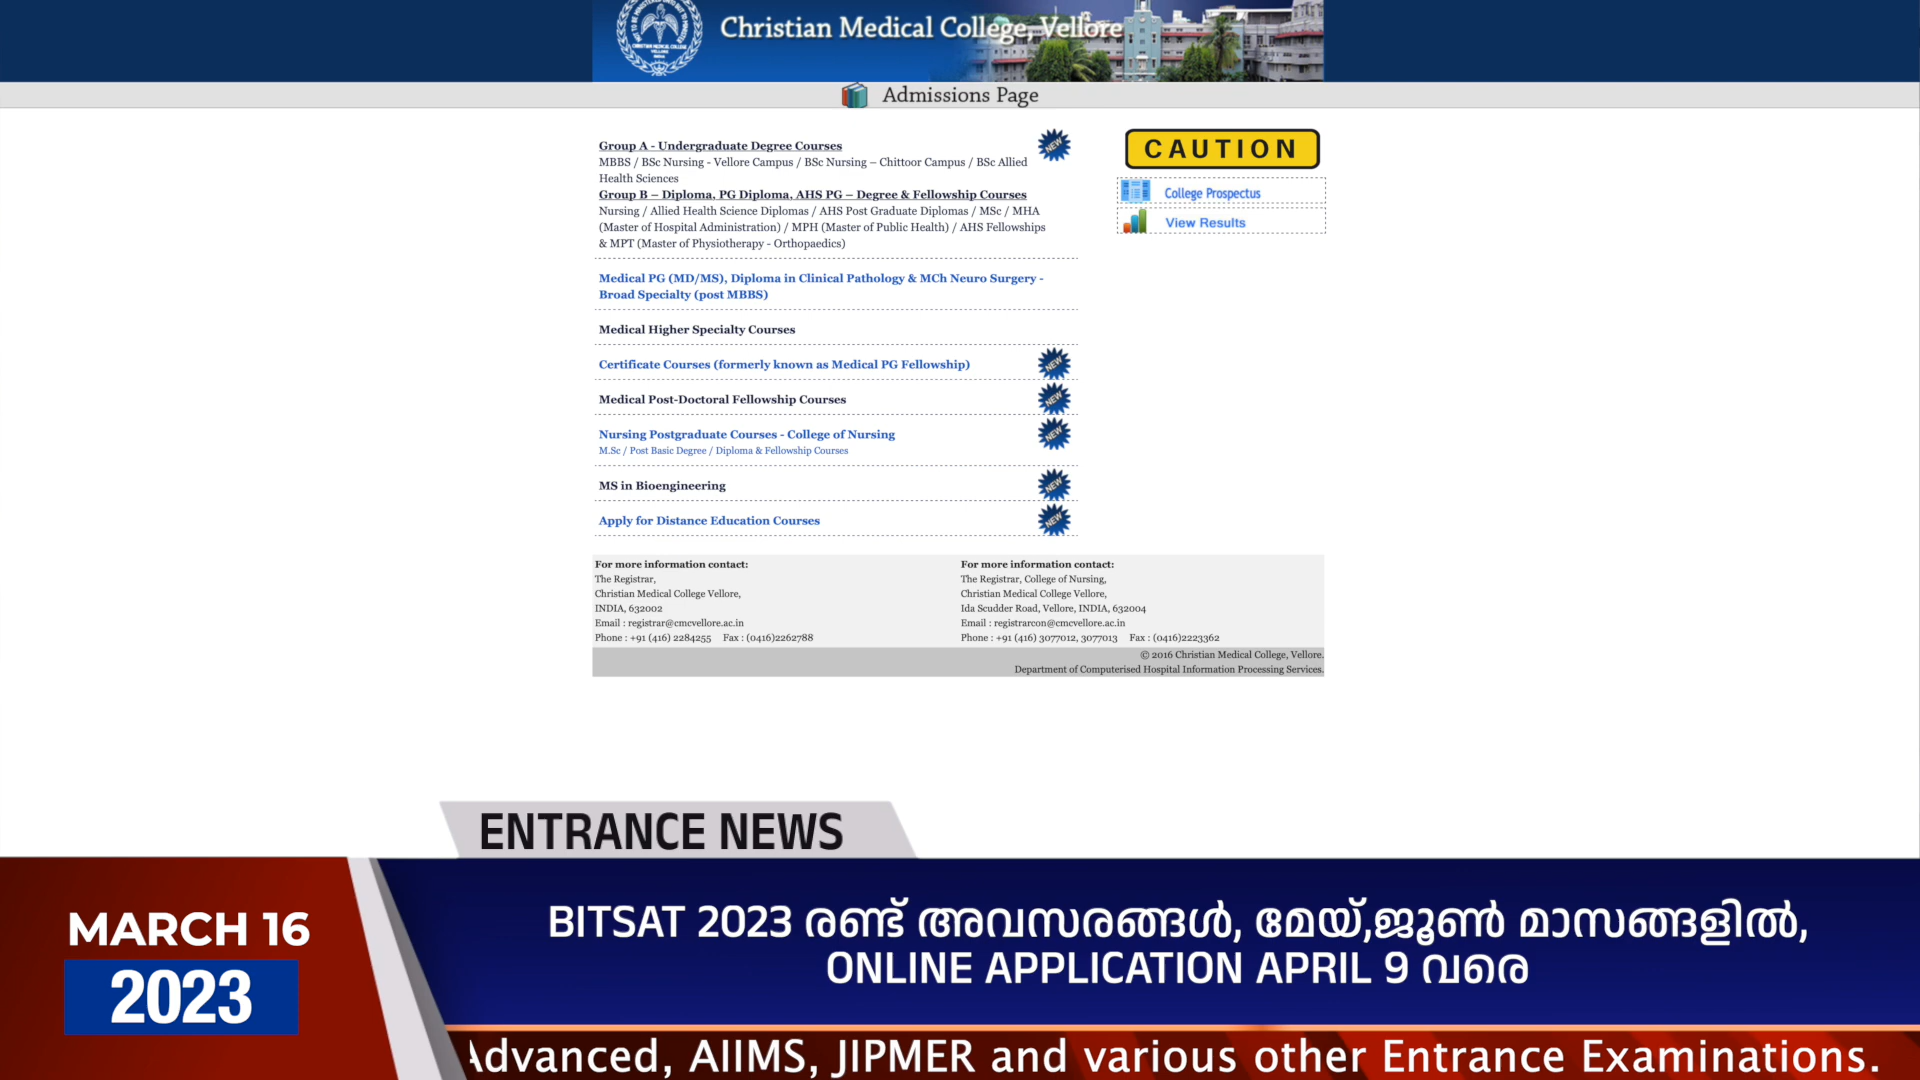 Christian Medical College, Vellore
Admissions Page
Group A - Undergraduate Degree Courses
MBBS / BSc Nursing - Vellore Campus / BSc Nursing – Chittoor Campus / BSc Allied
Health Sciences
Group B – Diploma, PG Diploma, AHS PG – Degree & Fellowship Courses
Nursing / Allied Health Science Diplomas / AHS Post Graduate Diplomas / MSc / MHA
(Master of Hospital Administration) / MPH (Master of Public Health) / AHS Fellowships
& MPT (Master of Physiotherapy - Orthopaedics)
NEW
Medical PG (MD/MS), Diploma in Clinical Pathology & MCh Neuro Surgery -
Broad Specialty (post MBBS)
Medical Higher Specialty Courses
Certificate Courses (formerly known as Medical PG Fellowship)
NEW
Medical Post-Doctoral Fellowship Courses
NEW
Nursing Postgraduate Courses - College of Nursing
NEW
M.Sc / Post Basic Degree / Diploma & Fellowship Courses
MS in Bioengineering
NEW
Apply for Distance Education Courses
NEW
CAUTION
College Prospectus
View Results
For more information contact:
The Registrar,
Christian Medical College Vellore,
INDIA, 632002
Email : registrar@cmcvellore.ac.in
Phone : +91 (416) 2284255 Fax : (0416)2262788
For more information contact:
The Registrar, College of Nursing,
Christian Medical College Vellore,
Ida Scudder Road, Vellore, INDIA, 632004
Email : registrarcon@cmcvellore.ac.in
Phone : +91 (416) 3077012, 3077013 Fax : (0416)2223362
© 2016 Christian Medical College, Vellore.
Department of Computerised Hospital Information Processing Services.
ENTRANCE NEWS
MARCH 16
2023
BITSAT 2023 രണ്ട് അവസരങ്ങൾ, മേയ്,ജൂൺ മാസങ്ങളിൽ,
ONLINE APPLICATION APRIL 9 വരെ
Advanced, AIIMS, JIPMER and various other Entrance Examinations.